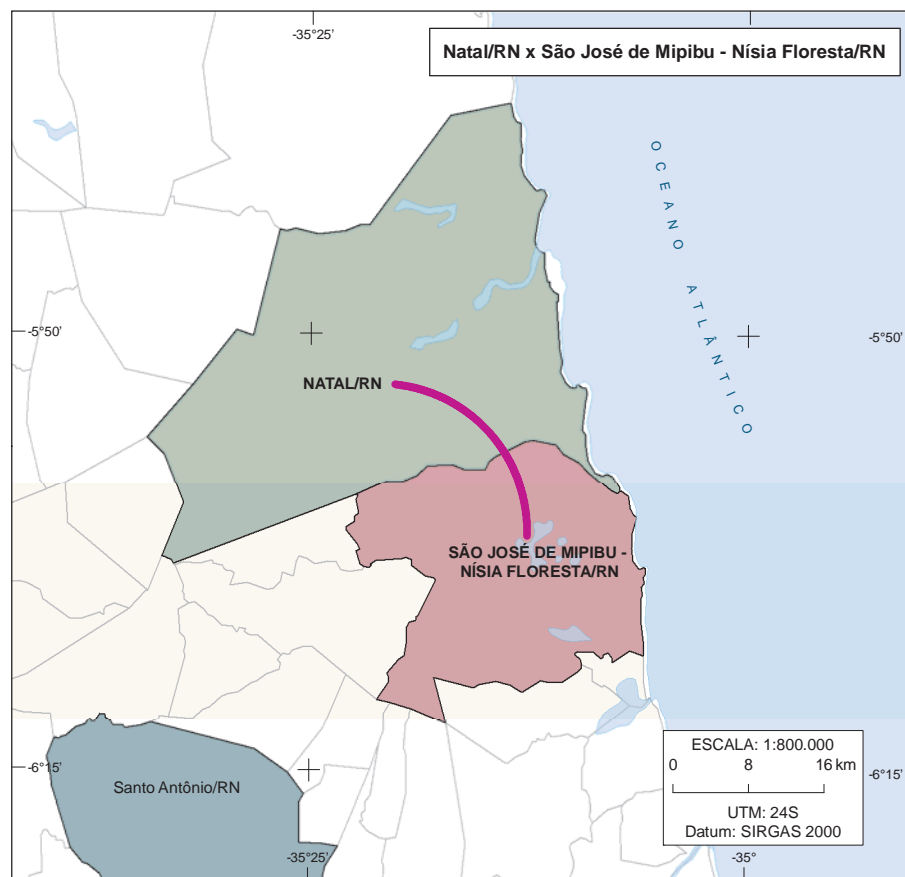 -35°25'
Natal/RN x São José de Mipibu - Nísia Floresta/RN
OCEANO ATLÂNTICO
-5°50'
-5°50'
NATAL/RN
SÃO JOSÉ DE MIPIBU -
NÍSIA FLORESTA/RN
ESCALA: 1:800.000
0 8 16 km
UTM: 24S
Datum: SIRGAS 2000
-6°15'
-6°15'
Santo Antônio/RN
-35°25'
-35°